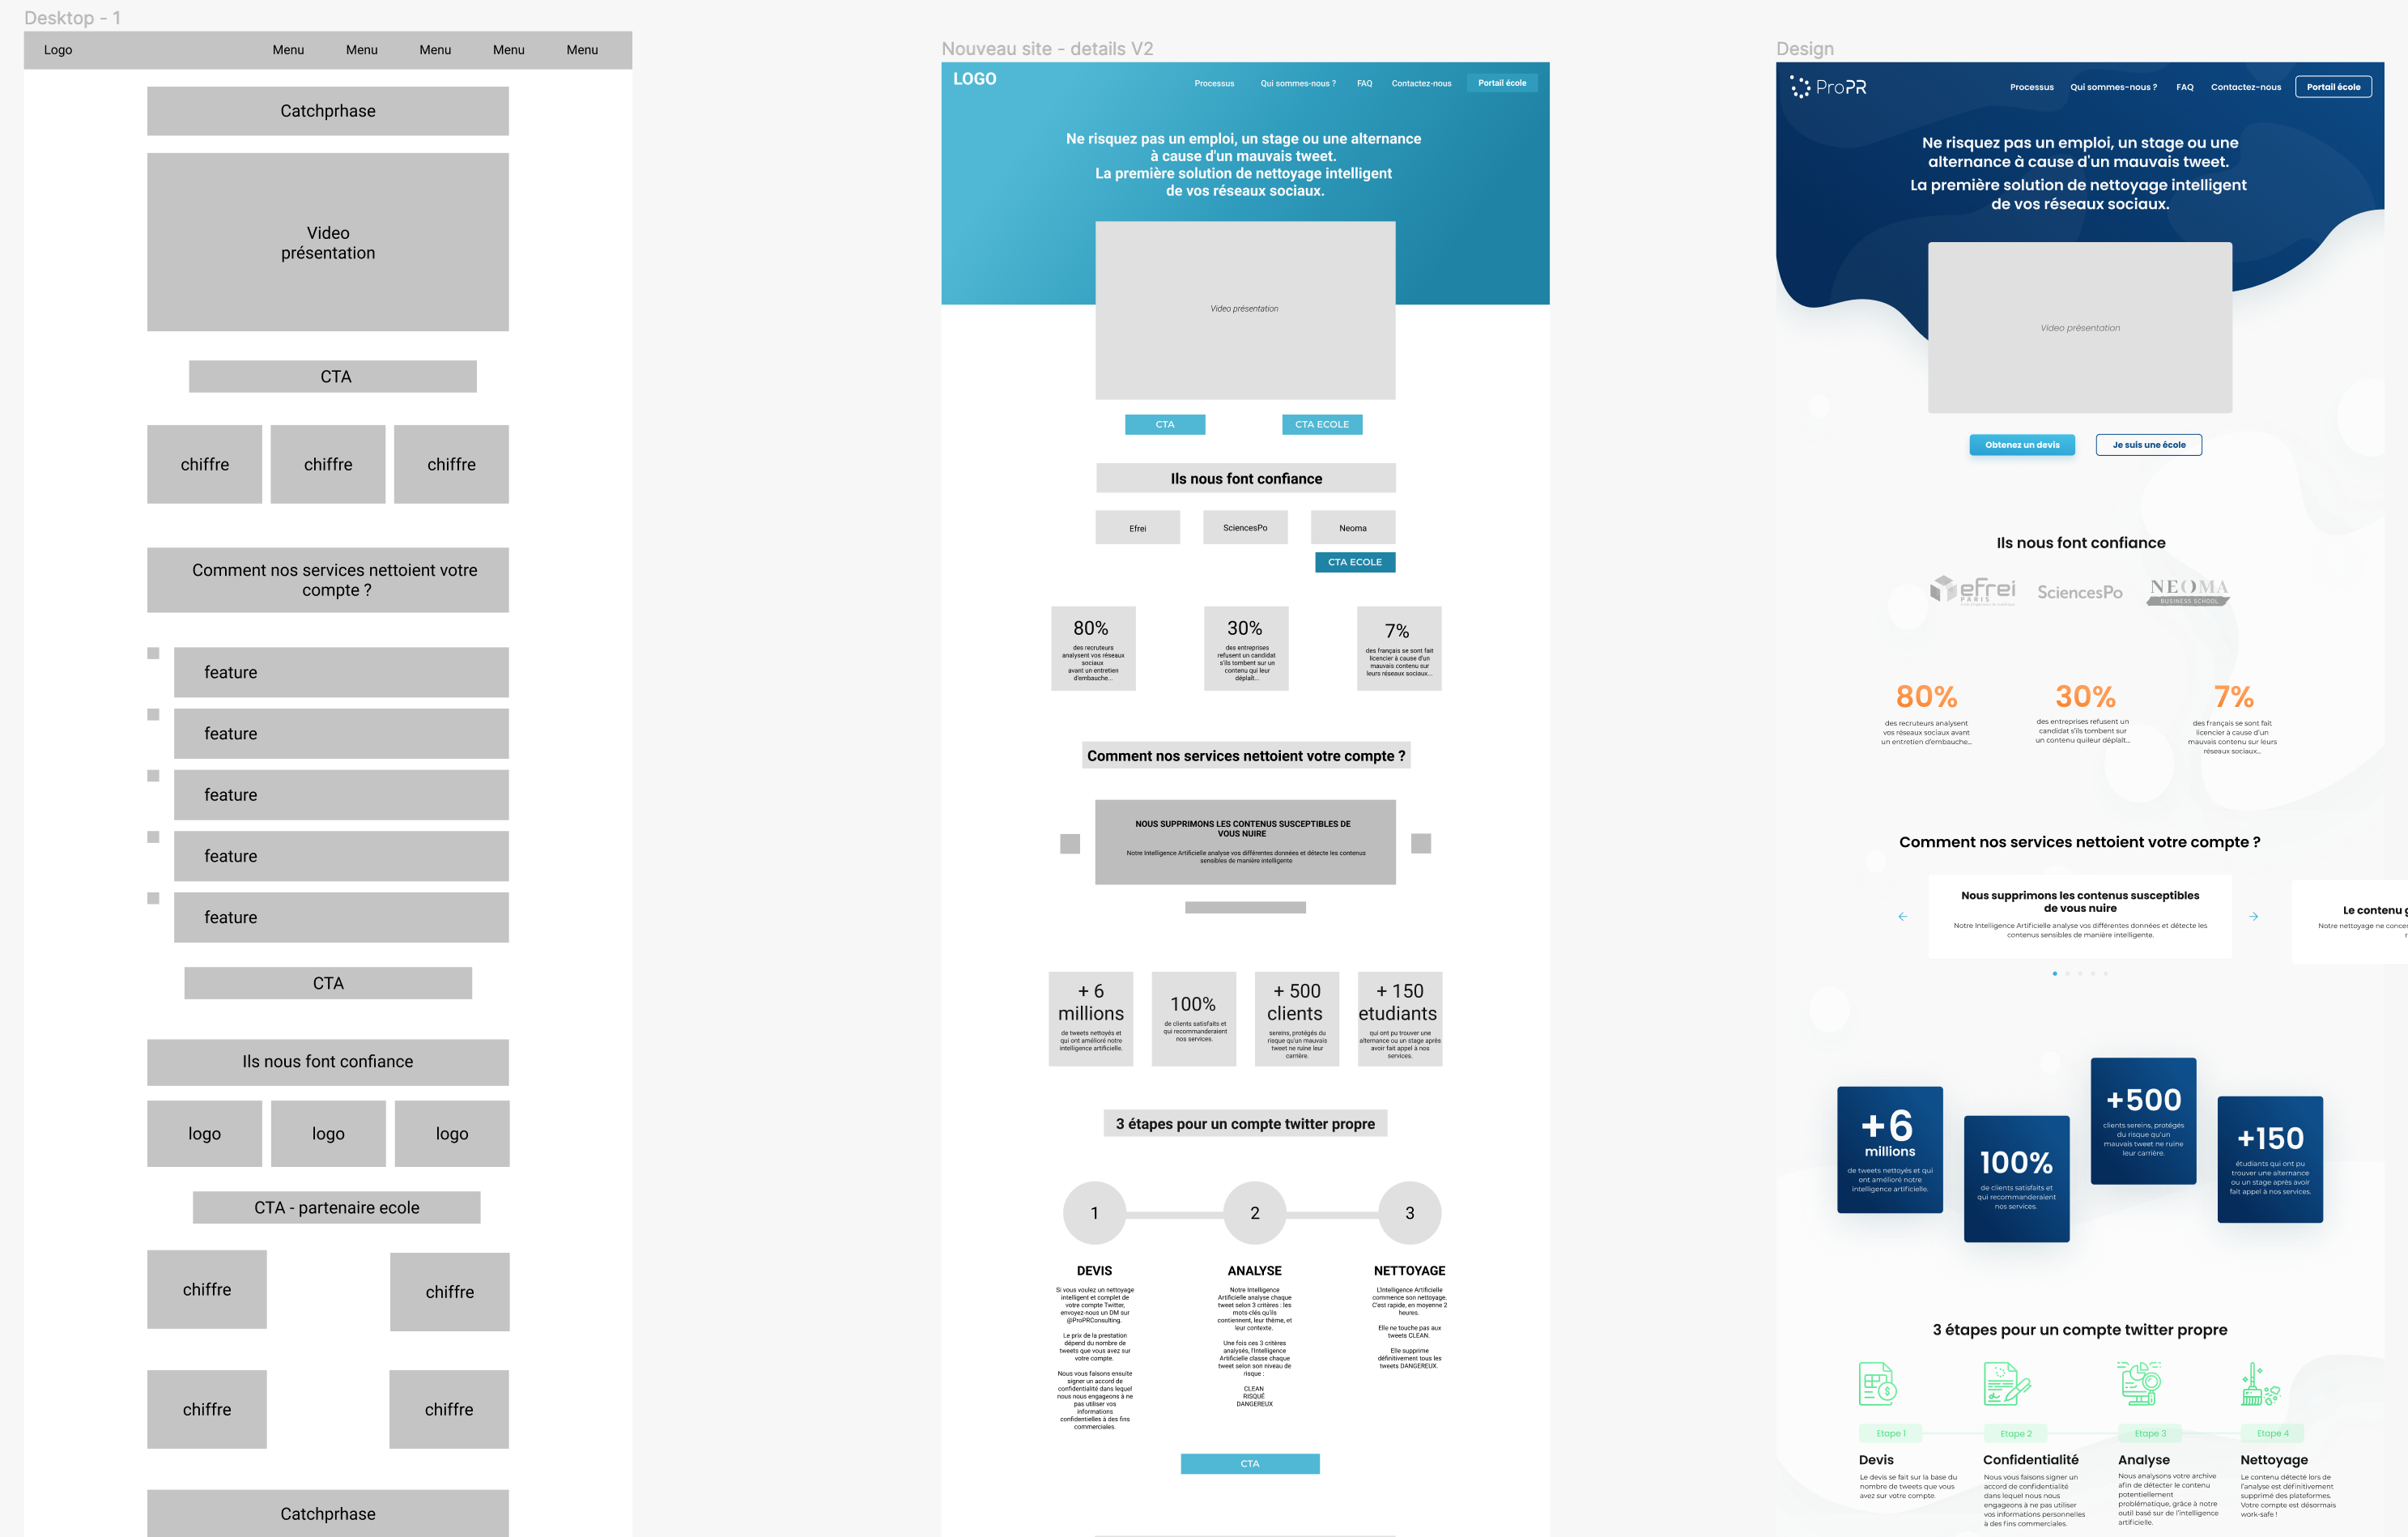 Desktop - 1
Logo
Menu
Menu
Menu
Menu
Menu
Catchprhase
Video
présentation
CTA
chiffre
chiffre
chiffre
Comment nos services nettoient votre
compte ?
feature
feature
feature
feature
feature
CTA
Ils nous font confiance
logo
logo
logo
CTA - partenaire ecole
chiffre
chiffre
chiffre
chiffre
Catchprhase
Nouveau site - details V2
LOGO
Processus
Qui sommes-nous ?
FAQ
Contactez-nous
Portail école
Ne risquez pas un emploi, un stage ou une alternance
à cause d'un mauvais tweet.
La première solution de nettoyage intelligent
de vos réseaux sociaux.
Video présentation
CTA
CTA ECOLE
Ils nous font confiance
Efrei
SciencesPo
Neoma
CTA ECOLE
80%
des recruteurs
analysent vos réseaux
sociaux
avant un entretien
d'embauche...
30%
des entreprises
refusent un candidat
s'ils tombent sur un
contenu qui leur
déplaît...
7%
des français se sont fait
licencier à cause d'un
mauvais contenu sur
leurs réseaux sociaux...
Comment nos services nettoient votre compte ?
NOUS SUPPRIMONS LES CONTENUS SUSCEPTIBLES DE
VOUS NUIRE
Notre Intelligence Artificielle analyse vos différentes données et détecte les contenus
sensibles de manière intelligente
+ 6
millions
de tweets nettoyés et
qui ont amélioré notre
intelligence artificielle.
100%
de clients satisfaits et
qui recommanderaient
nos services.
+ 500
clients
sereins, protégés du
risque qu'un mauvais
tweet ne ruine leur
carrière.
+ 150
etudiants
qui ont pu trouver une
alternance ou un stage après
avoir fait appel à nos
services.
3 étapes pour un compte twitter propre
1
2
3
DEVIS
Si vous voulez un nettoyage
intelligent et complet de
votre compte Twitter,
envoyez-nous un DM sur
@ProPRConsulting.
Le prix de la prestation
dépend du nombre de
tweets que vous avez sur
votre compte.
Nous vous faisons ensuite
signer un accord de
confidentialité dans lequel
nous nous engageons à ne
pas utiliser vos
informations
confidentielles à des fins
commerciales.
ANALYSE
Notre Intelligence
Artificielle analyse chaque
tweet selon 3 critères : les
mots-clés qu'ils
contiennent, leur thème, et
leur contexte.
Une fois ces 3 critères
analysés, l'Intelligence
Artificielle classe chaque
tweet selon son niveau de
risque :
CLEAN
RISQUÉ
DANGEREUX
NETTOYAGE
L'Intelligence Artificielle
commence son nettoyage.
C'est rapide, en moyenne 2
heures.
Elle ne touche pas aux
tweets CLEAN.
Elle supprime
définitivement tous les
tweets DANGEREUX.
CTA
Design
ProPR
Processus
Qui sommes-nous ?
FAQ
Contactez-nous
Portail école
Ne risquez pas un emploi, un stage ou une
alternance à cause d'un mauvais tweet.
La première solution de nettoyage intelligent
de vos réseaux sociaux.
Video présentation
Obtenez un devis
Je suis une école
Ils nous font confiance
efrei
PARIS
SciencesPo
NEOMA
BUSINESS SCHOOL
80%
des recruteurs analysent
vos réseaux sociaux avant
un entretien d'embauche...
30%
des entreprises refusent un
candidat s'ils tombent sur
un contenu quileur déplaît...
7%
des français se sont fait
licencier à cause d'un
mauvais contenu sur leurs
réseaux sociaux...
Comment nos services nettoient votre compte ?
Nous supprimons les contenus susceptibles
de vous nuire
Notre Intelligence Artificielle analyse vos différentes données et détecte les
contenus sensibles de manière intelligente.
Le contenu
Notre nettoyage ne
+6
millions
de tweets nettoyés et qui
ont amélioré notre
intelligence artificielle.
100%
de clients satisfaits et
qui recommanderaient
nos services.
+500
clients sereins, protégés
du risque qu'un
mauvais tweet ne ruine
leur carrière.
+150
étudiants qui ont pu
trouver une alternance
ou un stage après avoir
fait appel à nos services.
3 étapes pour un compte twitter propre
Etape 1
Etape 2
Etape 3
Etape 4
Devis
Le devis se fait sur la base du
nombre de tweets que vous
avez sur votre compte.
Confidentialité
Nous vous faisons signer un
accord de confidentialité
dans lequel nous nous
engageons à ne pas utiliser
vos informations personnelles
à des fins commerciales.
Analyse
Nous analysons votre archive
afin de détecter le contenu
potentiellement
problématique, grâce à notre
outil basé sur de l'intelligence
artificielle.
Nettoyage
Le contenu détecté lors de
l'analyse est définitivement
supprimé des plateformes.
Votre compte est désormais
work-safe !